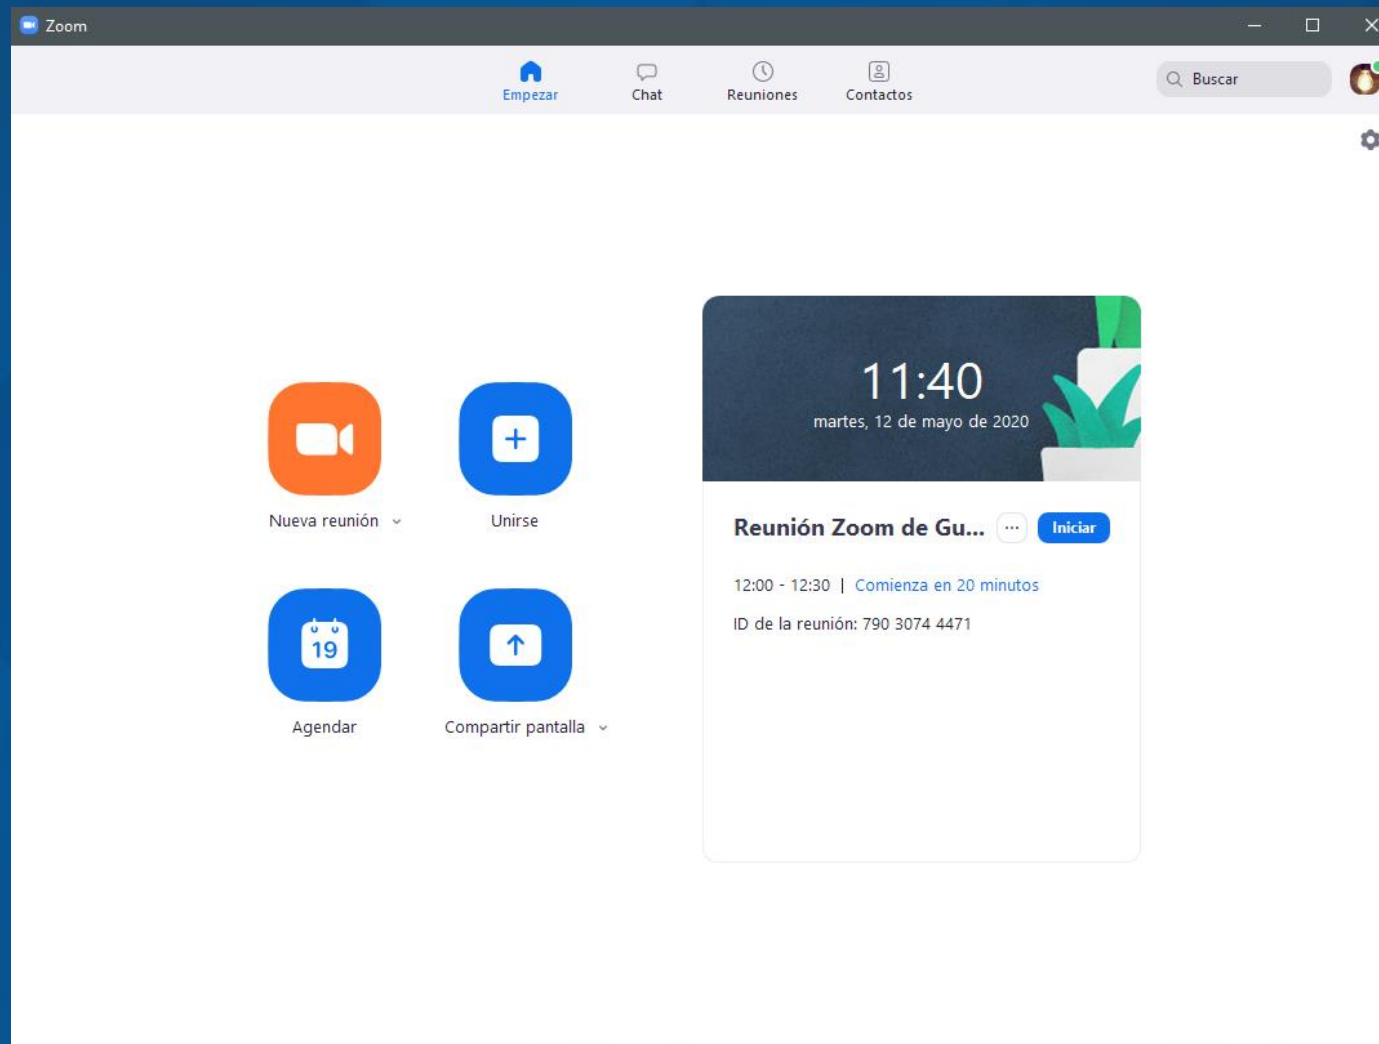 Zoom
Empezar
Chat
Reuniones
Contactos
Buscar
11:40
martes, 12 de mayo de 2020
Nueva reunión
Unirse
Reunión Zoom de Gu... ... Iniciar
12:00 - 12:30 | Comienza en 20 minutos
ID de la reunión: 790 3074 4471
19
Agendar
Compartir pantalla